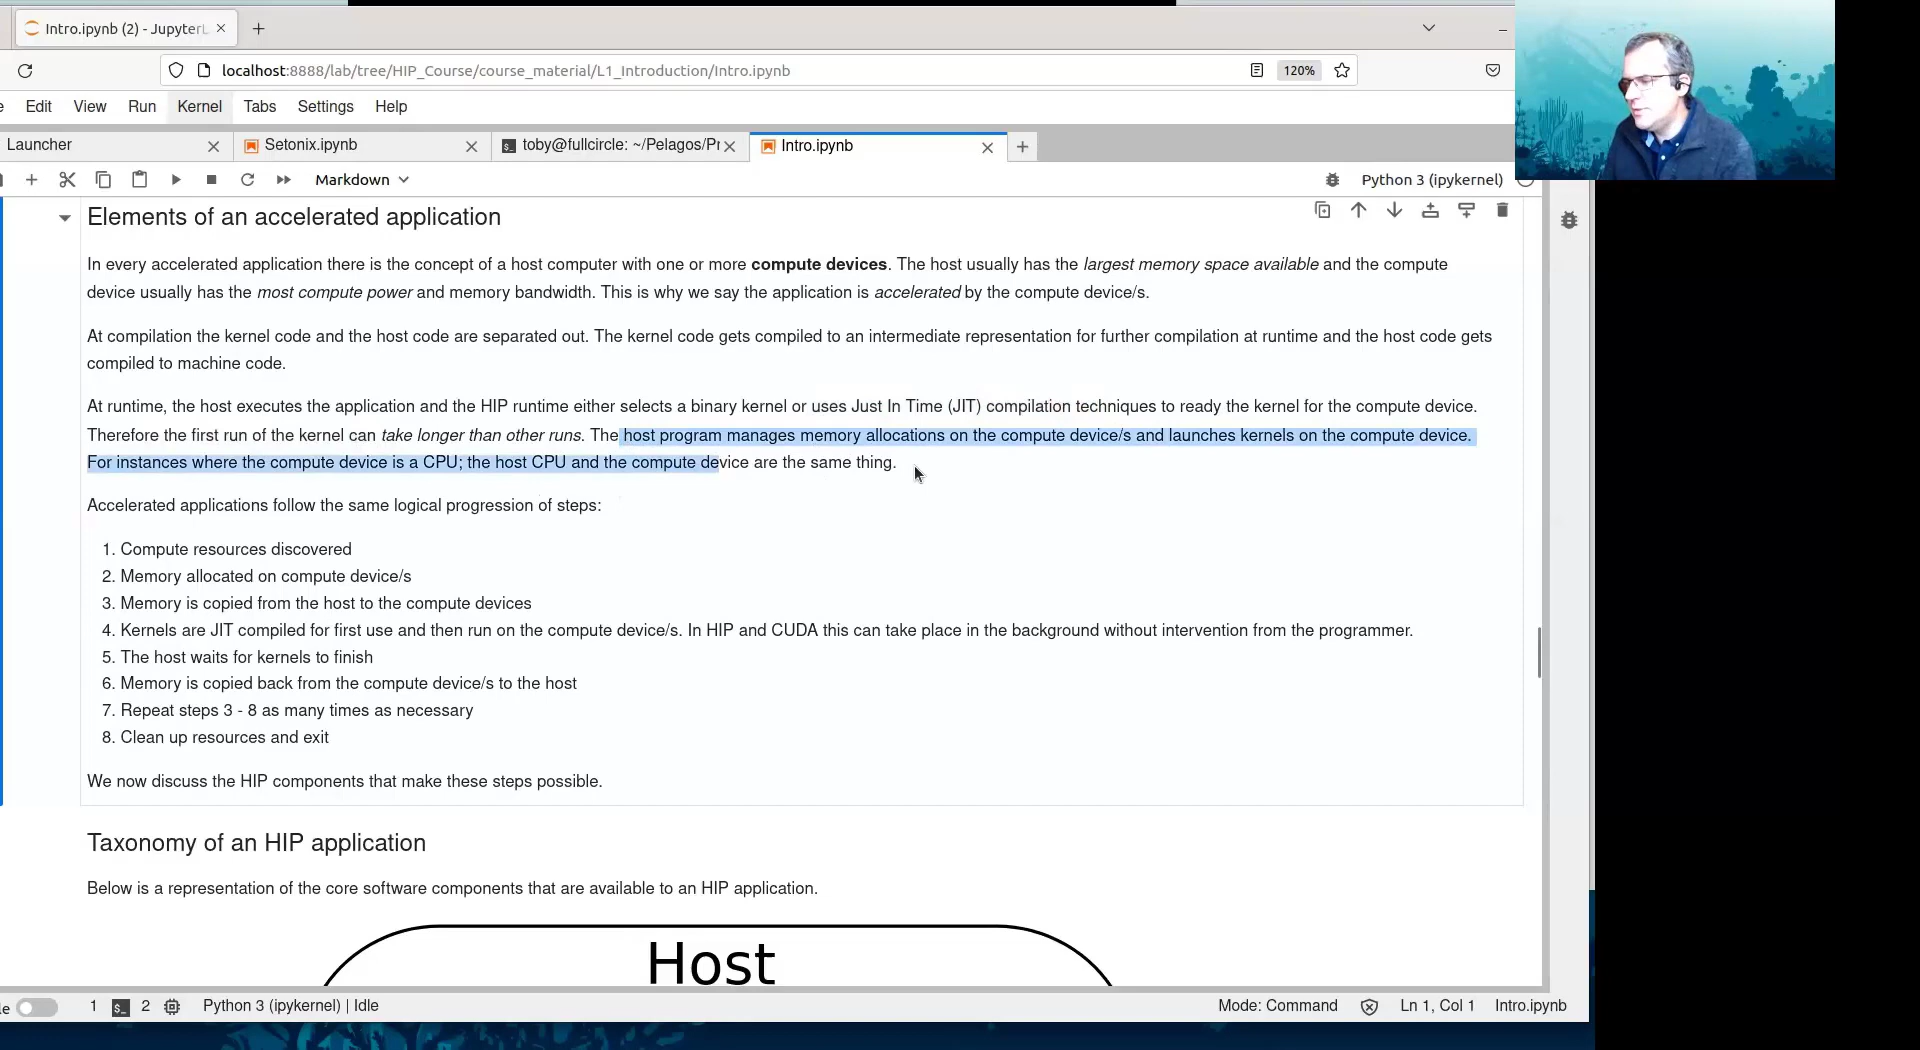 Intro.ipynb (2) - JupyterL
localhost:8888/lab/tree/HIP_Course/course_material/L1_Introduction/Intro.ipynb
120%
e Edit View Run Kernel Tabs Settings Help
Launcher
Setonix.ipynb
toby@fullcircle: ~/Pelagos/Pr
Intro.ipynb
Markdown
Python 3 (ipykernel)
Elements of an accelerated application
In every accelerated application there is the concept of a host computer with one or more compute devices. The host usually has the largest memory space available and the compute
device usually has the most compute power and memory bandwidth. This is why we say the application is accelerated by the compute device/s.
At compilation the kernel code and the host code are separated out. The kernel code gets compiled to an intermediate representation for further compilation at runtime and the host code gets
compiled to machine code.
At runtime, the host executes the application and the HIP runtime either selects a binary kernel or uses Just In Time (JIT) compilation techniques to ready the kernel for the compute device.
Therefore the first run of the kernel can take longer than other runs. The host program manages memory allocations on the compute device/s and launches kernels on the compute device.
For instances where the compute device is a CPU; the host CPU and the compute device are the same thing.
Accelerated applications follow the same logical progression of steps:
1. Compute resources discovered
2. Memory allocated on compute device/s
3. Memory is copied from the host to the compute devices
4. Kernels are JIT compiled for first use and then run on the compute device/s. In HIP and CUDA this can take place in the background without intervention from the programmer.
5. The host waits for kernels to finish
6. Memory is copied back from the compute device/s to the host
7. Repeat steps 3 - 8 as many times as necessary
8. Clean up resources and exit
We now discuss the HIP components that make these steps possible.
Taxonomy of an HIP application
Below is a representation of the core software components that are available to an HIP application.
Host
le 1 2 Python 3 (ipykernel) | Idle
Mode: Command
Ln 1, Col 1
Intro.ipynb